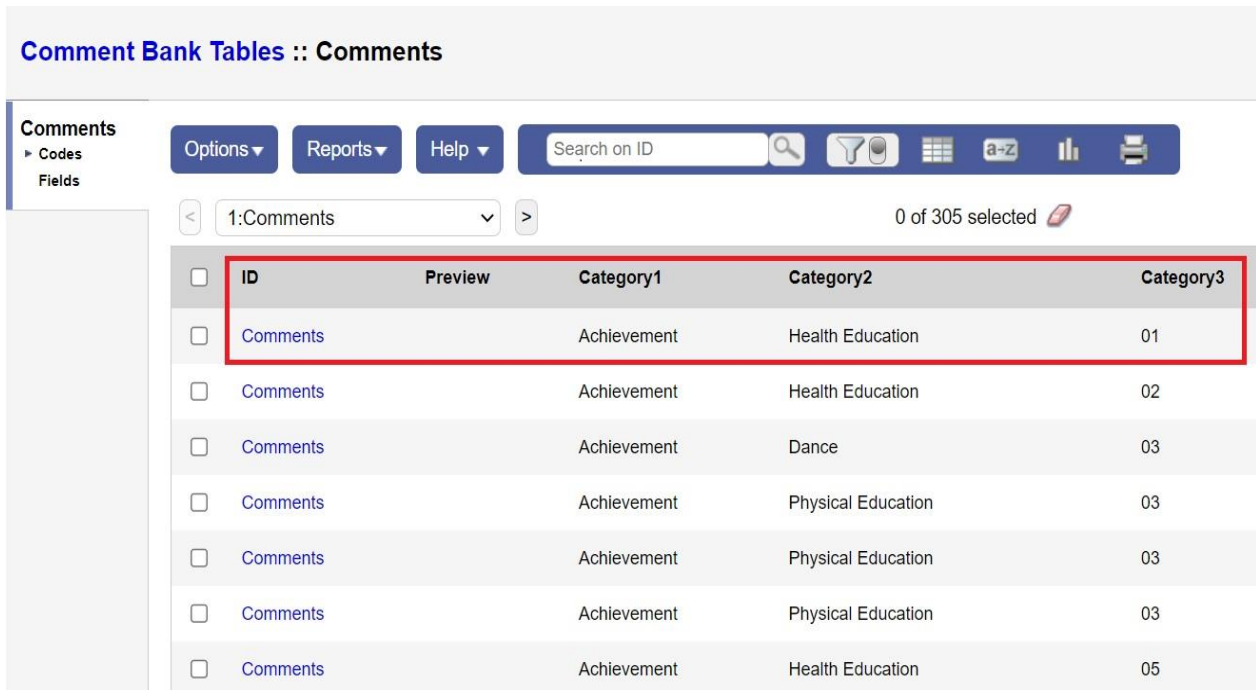 Comment Bank Tables :: Comments
Comments
Codes
Fields
Options Reports Help Search on ID a-z
< 1:Comments > 0 of 305 selected
ID Preview Category1 Category2 Category3
Comments Achievement Health Education 01
Comments Achievement Health Education 02
Comments Achievement Dance 03
Comments Achievement Physical Education 03
Comments Achievement Physical Education 03
Comments Achievement Physical Education 03
Comments Achievement Health Education 05